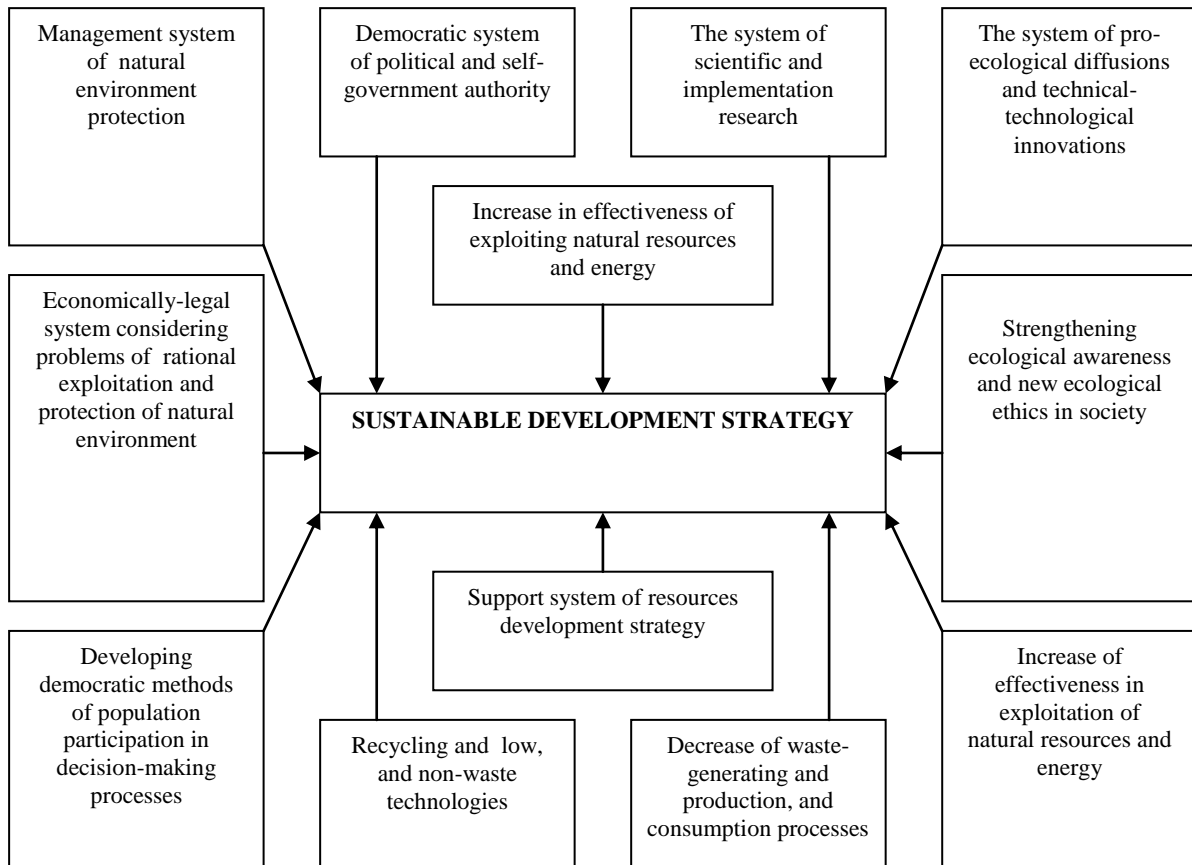 Management system
of natural
environment
protection
Democratic system
of political and self-
government authority
The system of
scientific and
implementation
research
The system of pro-
ecological diffusions
and technical-
technological
innovations
Increase in effectiveness of
exploiting natural resources
and energy
Economically-legal
system considering
problems of rational
exploitation and
protection of natural
environment
Strengthening
ecological awareness
and new ecological
ethics in society
SUSTAINABLE DEVELOPMENT STRATEGY
Support system of resources
development strategy
Developing
democratic methods
of population
participation in
decision-making
processes
Recycling and low,
and non-waste
technologies
Decrease of waste-
generating and
production, and
consumption processes
Increase of
effectiveness in
exploitation of
natural resources and
energy